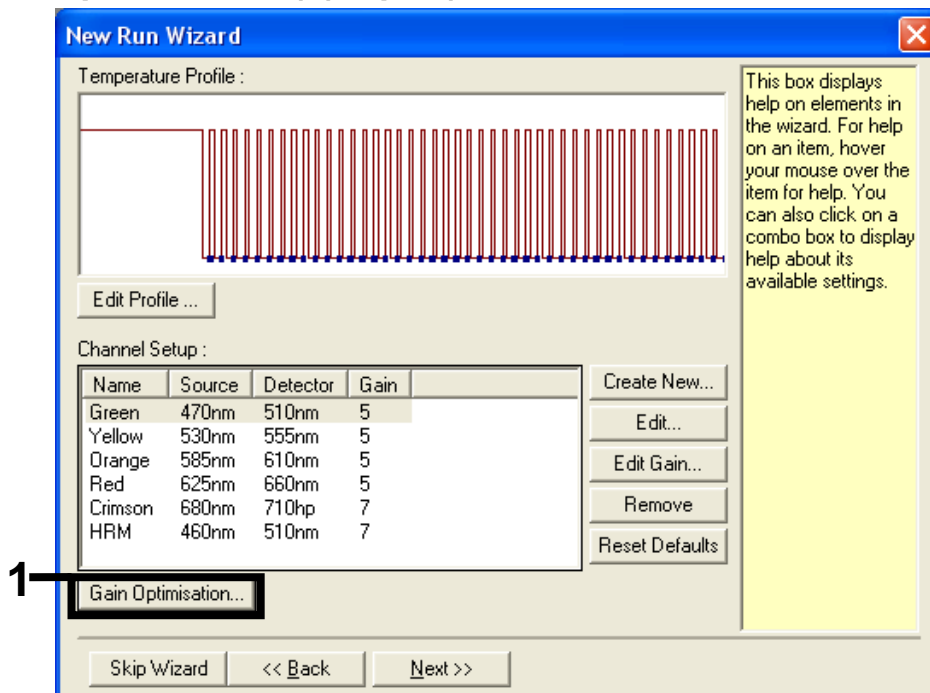 New Run Wizard
Temperature Profile :
This box displays
help on elements in
the wizard. For help
on an item, hover
your mouse over the
item for help. You
can also click on a
combo box to display
help about its
available settings.
Edit Profile ...
Channel Setup :
Name Source Detector Gain
Green 470nm 510nm 5
Yellow 530nm 555nm 5
Orange 585nm 610nm 5
Red 625nm 660nm 5
Crimson 680nm 710hp 7
HRM 460nm 510nm 7
Create New...
Edit...
Edit Gain...
Remove
Reset Defaults
1
Gain Optimisation...
Skip Wizard << Back Next >>